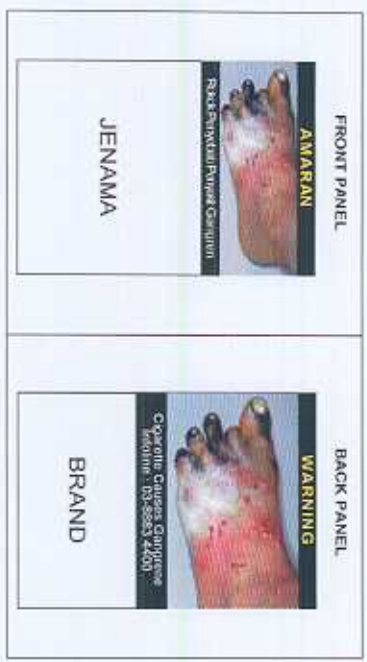 FRONT PANEL
AMARAN
Rokok Penyebab Penyakit Gangren
JENAMA
BACK PANEL
WARNING
Cigarette Causes Gangrene
Infoline : 03-8883 4400
BRAND